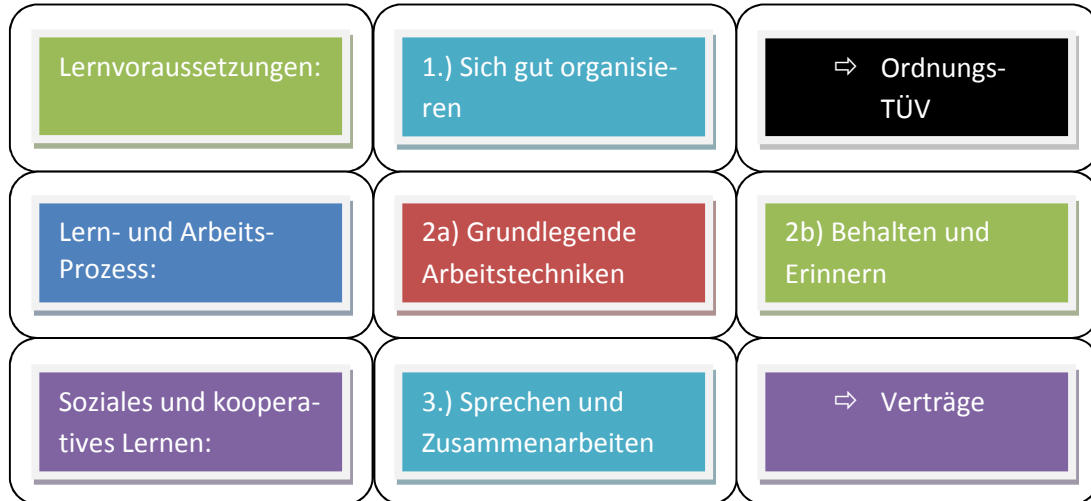 Lernvoraussetzungen:
1.) Sich gut organisie-
ren
⇨ Ordnungs-
TÜV
Lern- und Arbeits-
Prozess:
2a) Grundlegende
Arbeitstechniken
2b) Behalten und
Erinnern
Soziales und koopera-
tives Lernen:
3.) Sprechen und
Zusammenarbeiten
⇨ Verträge